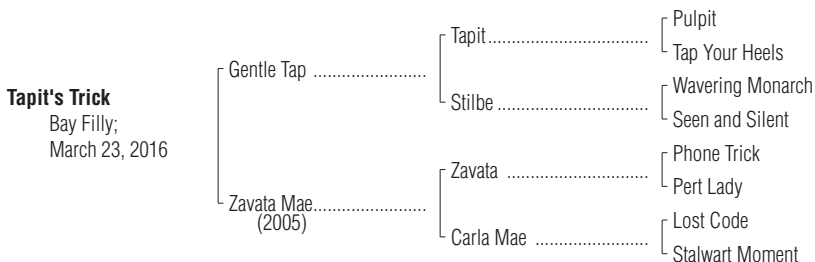 Pulpit
Tapit
Tap Your Heels
Gentle Tap
Wavering Monarch
Stilbe
Seen and Silent
Tapit's Trick
Bay Filly;
March 23, 2016
Phone Trick
Zavata
Pert Lady
Zavata Mae
(2005)
Lost Code
Carla Mae
Stalwart Moment